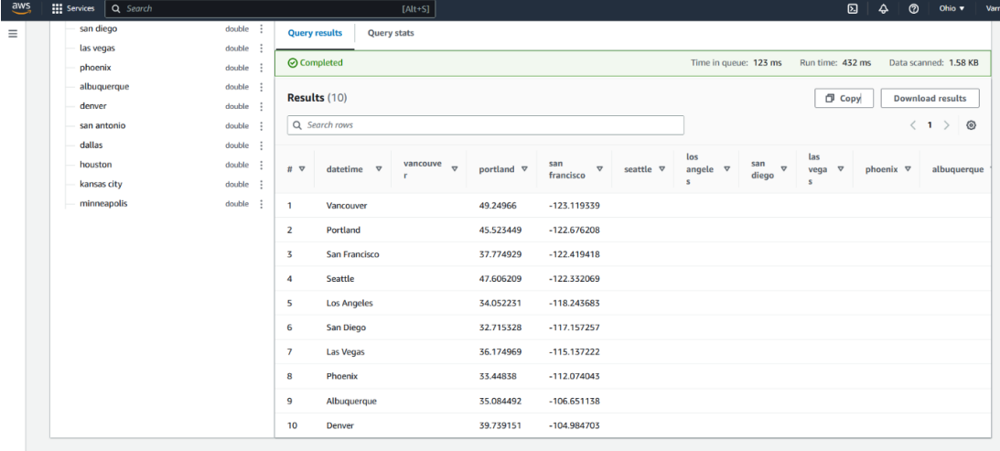 aws Services Search [Alt+S] Ohio
san diego double
las vegas double
phoenix double
albuquerque double
denver double
san antonio double
dallas double
houston double
kansas city double
minneapolis double
Query results Query stats
Completed Time in queue: 123 ms Run time: 432 ms Data scanned: 1.58 KB
Results (10) Copy Download results
Search rows 1
# datetime vancouve portland san seattle los san las phoenix albuquerque
r francisco angele diego vega
s s
1 Vancouver 49.24966 -123.119339
2 Portland 45.523449 -122.676208
3 San Francisco 37.774929 -122.419418
4 Seattle 47.606209 -122.332069
5 Los Angeles 34.052231 -118.243683
6 San Diego 32.715328 -117.157257
7 Las Vegas 36.174969 -115.137222
8 Phoenix 33.44838 -112.074043
9 Albuquerque 35.084492 -106.651138
10 Denver 39.739151 -104.984703